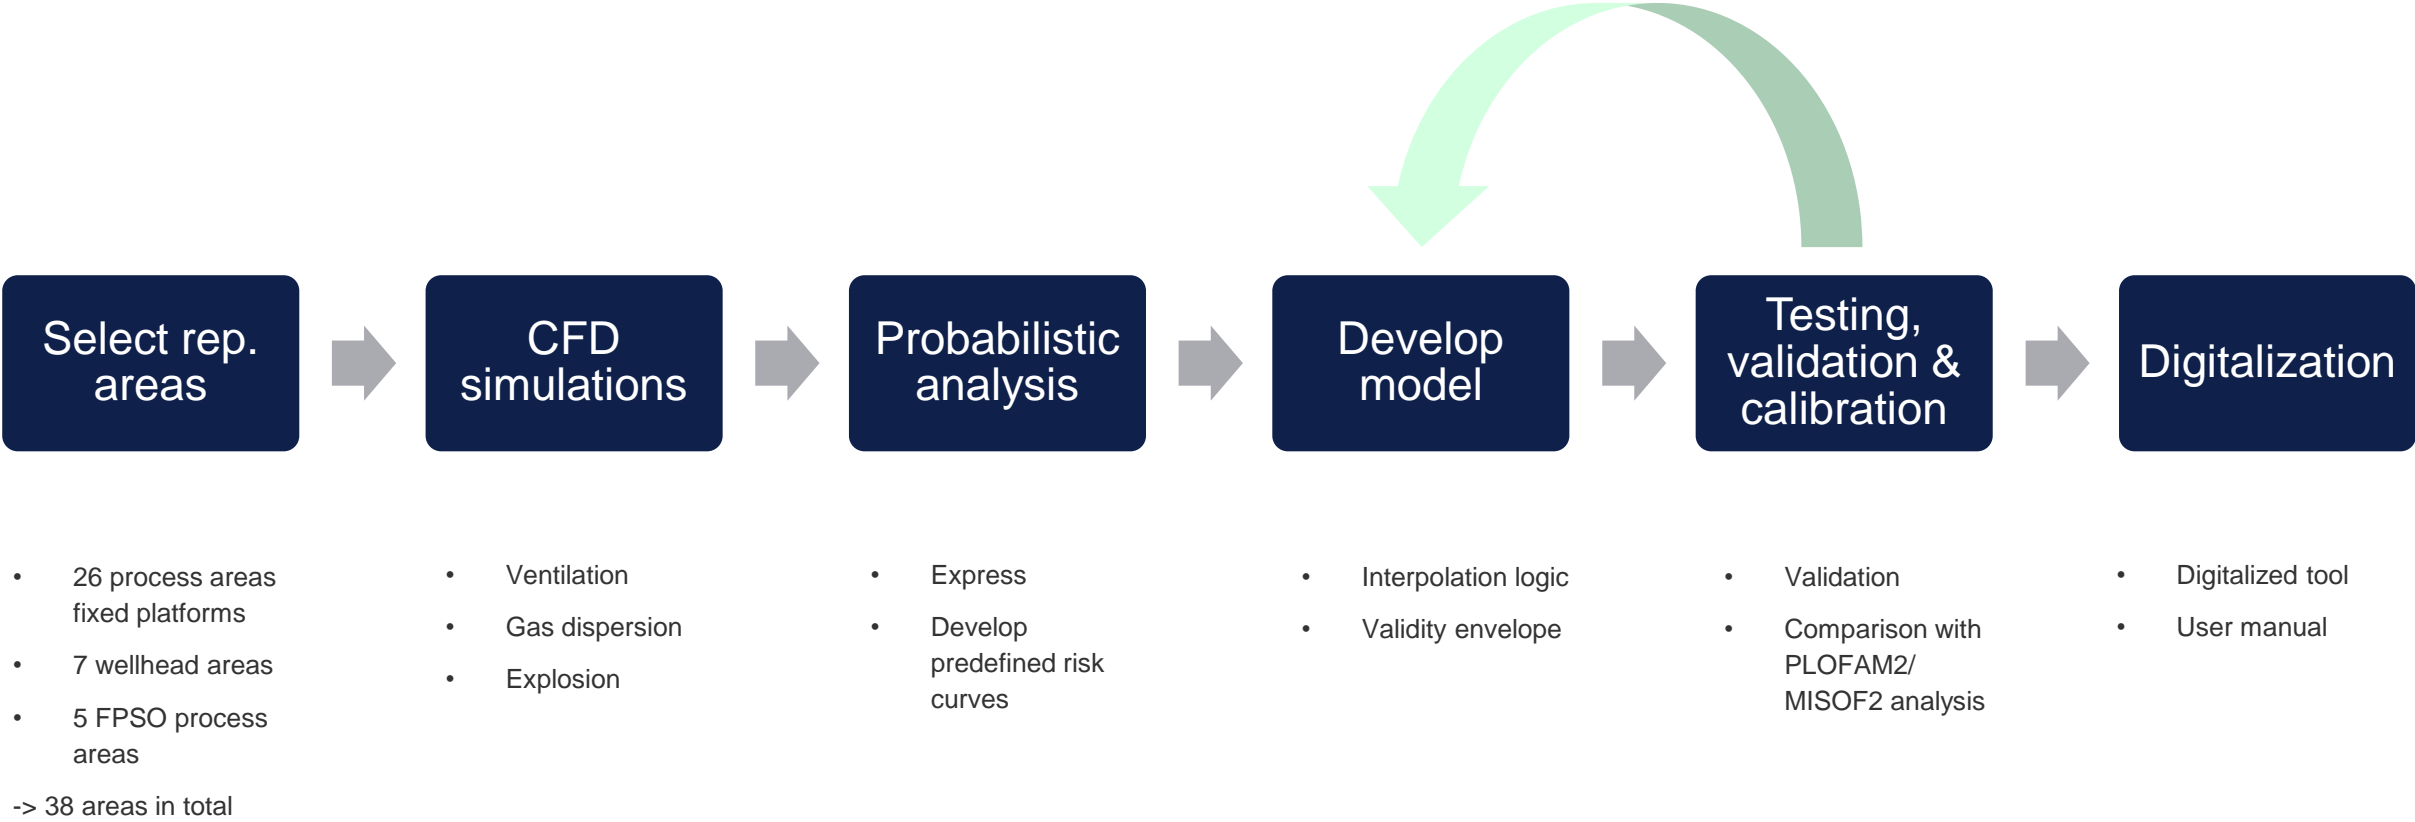 Select rep.
areas
CFD
simulations
Probabilistic
analysis
Develop
model
Testing,
validation &
calibration
Digitalization
• 26 process areas
fixed platforms
• 7 wellhead areas
• 5 FPSO process
areas
-> 38 areas in total
• Ventilation
• Gas dispersion
• Explosion
• Express
• Develop
predefined risk
curves
• Interpolation logic
• Validity envelope
• Validation
• Comparison with
PLOFAM2/
MISOF2 analysis
• Digitalized tool
• User manual